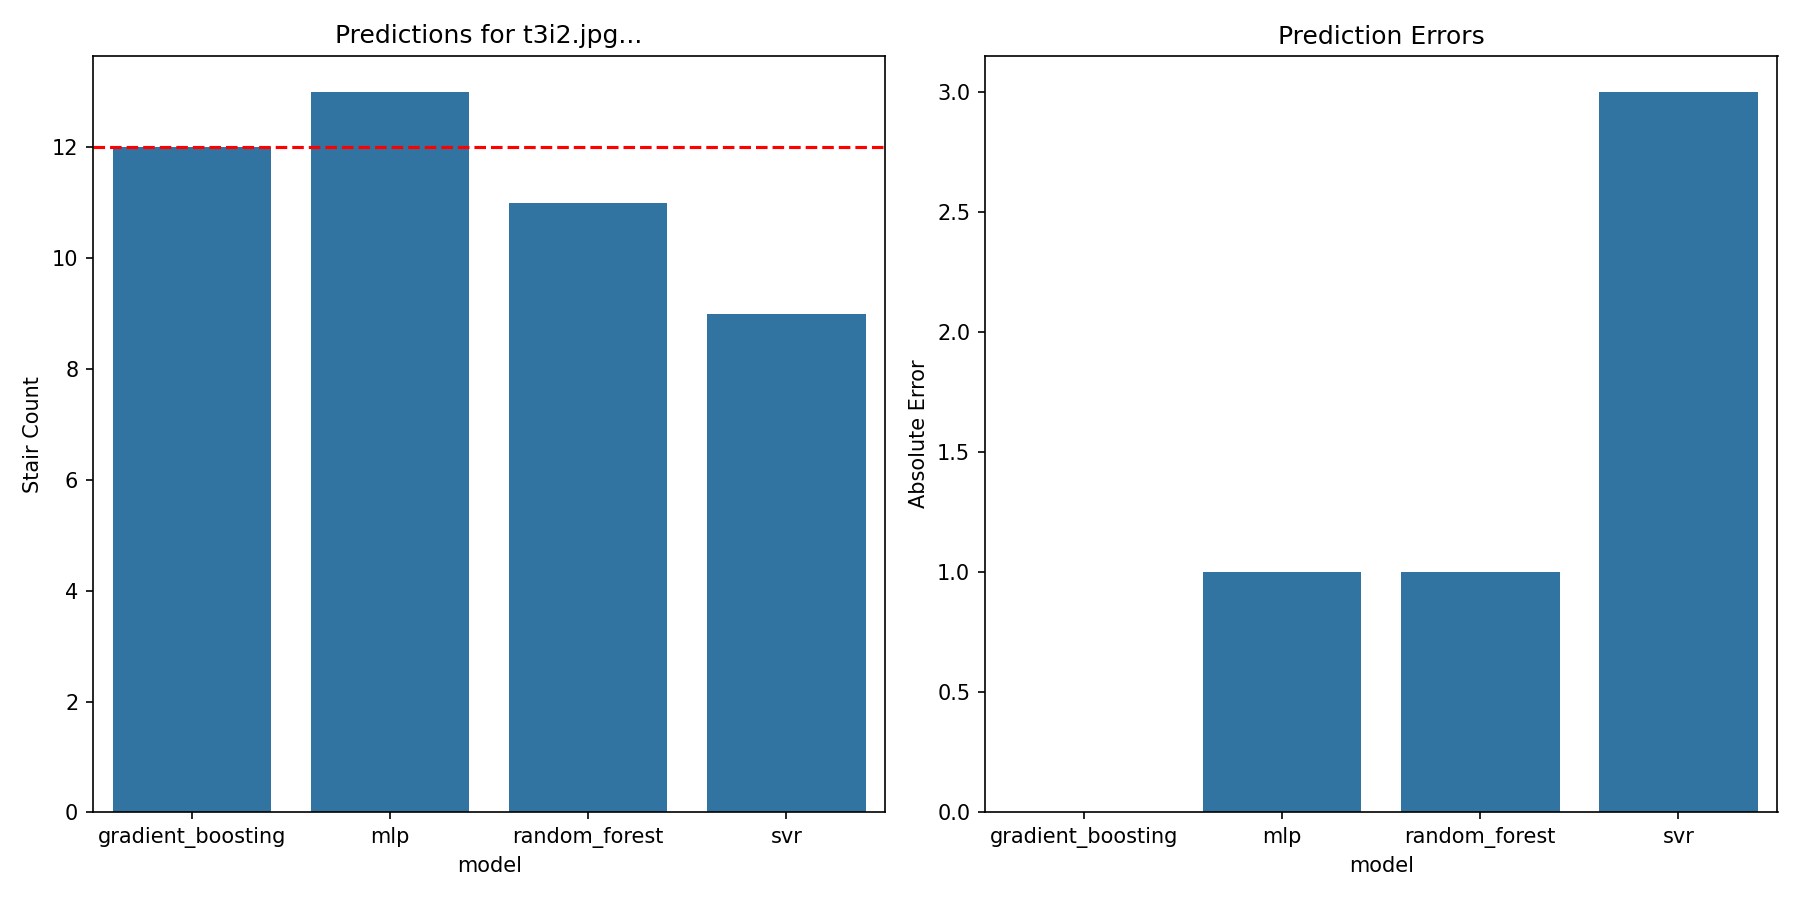 Predictions for t3i2.jpg...
Stair Count
12
10
8
6
4
2
0
gradient_boosting mlp random_forest svr
model
Prediction Errors
Absolute Error
3.0
2.5
2.0
1.5
1.0
0.5
0.0
gradient_boosting mlp random_forest svr
model